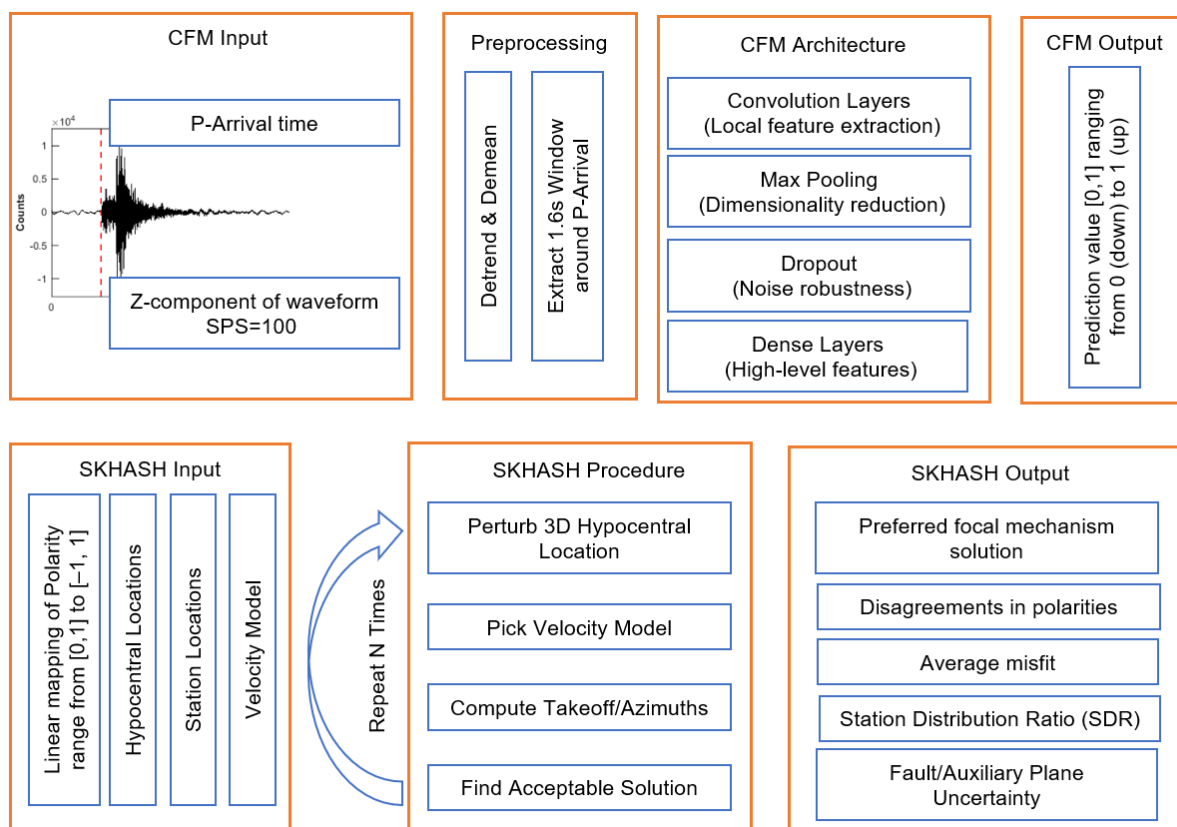 CFM Input
P-Arrival time
×10⁴
1
0.5
0
-0.5
-1
Counts
0
Z-component of waveform
SPS=100
Preprocessing
Detrend & Demean
Extract 1.6s Window
around P-Arrival
CFM Architecture
Convolution Layers
(Local feature extraction)
Max Pooling
(Dimensionality reduction)
Dropout
(Noise robustness)
Dense Layers
(High-level features)
CFM Output
Prediction value [0,1] ranging
from 0 (down) to 1 (up)
SKHASH Input
Linear mapping of Polarity
range from [0,1] to [–1, 1]
Hypocentral Locations
Station Locations
Velocity Model
Repeat N Times
SKHASH Procedure
Perturb 3D Hypocentral
Location
Pick Velocity Model
Compute Takeoff/Azimuths
Find Acceptable Solution
SKHASH Output
Preferred focal mechanism
solution
Disagreements in polarities
Average misfit
Station Distribution Ratio (SDR)
Fault/Auxiliary Plane
Uncertainty